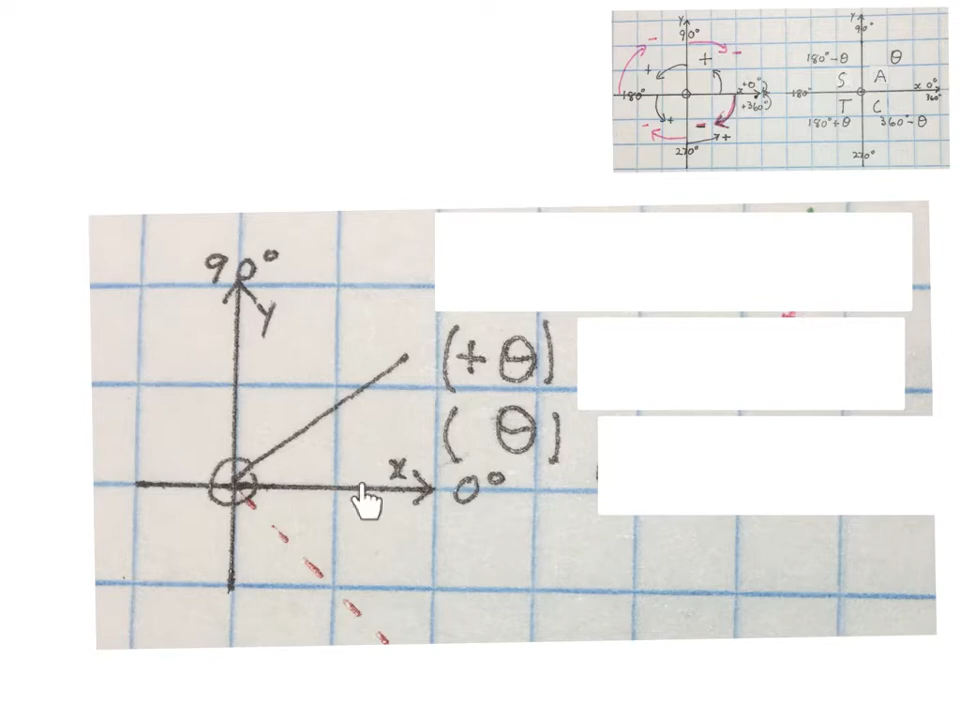 y
90°
- -
+ +
180° x +0°
+360°
- + - +
270°
y
90°
180°-θ θ
S A
180° x 0°
360°
T C
180°+θ 360°-θ
270°
90°
y
(+θ)
( θ)
x 0°